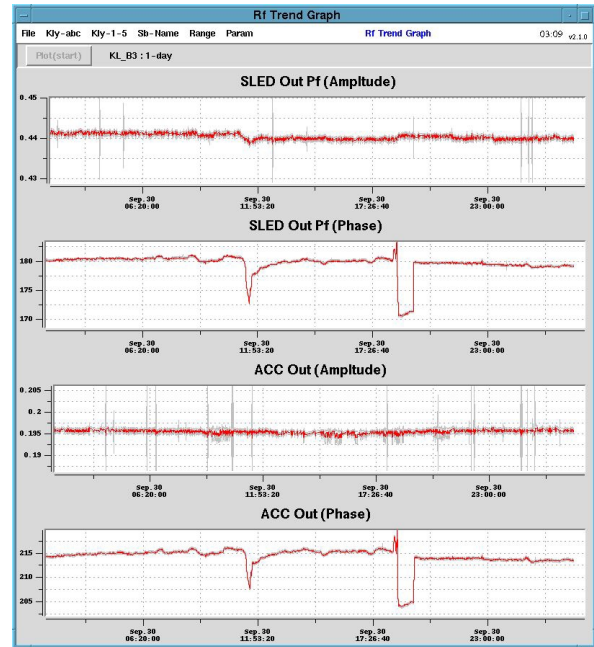 Rf Trend Graph
File Kly-abc Kly-1-5 Sb-Name Range Param Rf Trend Graph 03:09 v2.1.0
Plot(start) KL_B3 : 1-day
SLED Out Pf (Ampltude)
0.45
0.44
0.43
Sep.30 Sep.30 Sep.30 Sep.30
06:20:00 11:53:20 17:26:40 23:00:00
SLED Out Pf (Phase)
180
175
170
Sep.30 Sep.30 Sep.30 Sep.30
06:20:00 11:53:20 17:26:40 23:00:00
ACC Out (Ampltude)
0.205
0.2
0.195
0.19
Sep.30 Sep.30 Sep.30 Sep.30
06:20:00 11:53:20 17:26:40 23:00:00
ACC Out (Phase)
215
210
205
Sep.30 Sep.30 Sep.30 Sep.30
06:20:00 11:53:20 17:26:40 23:00:00